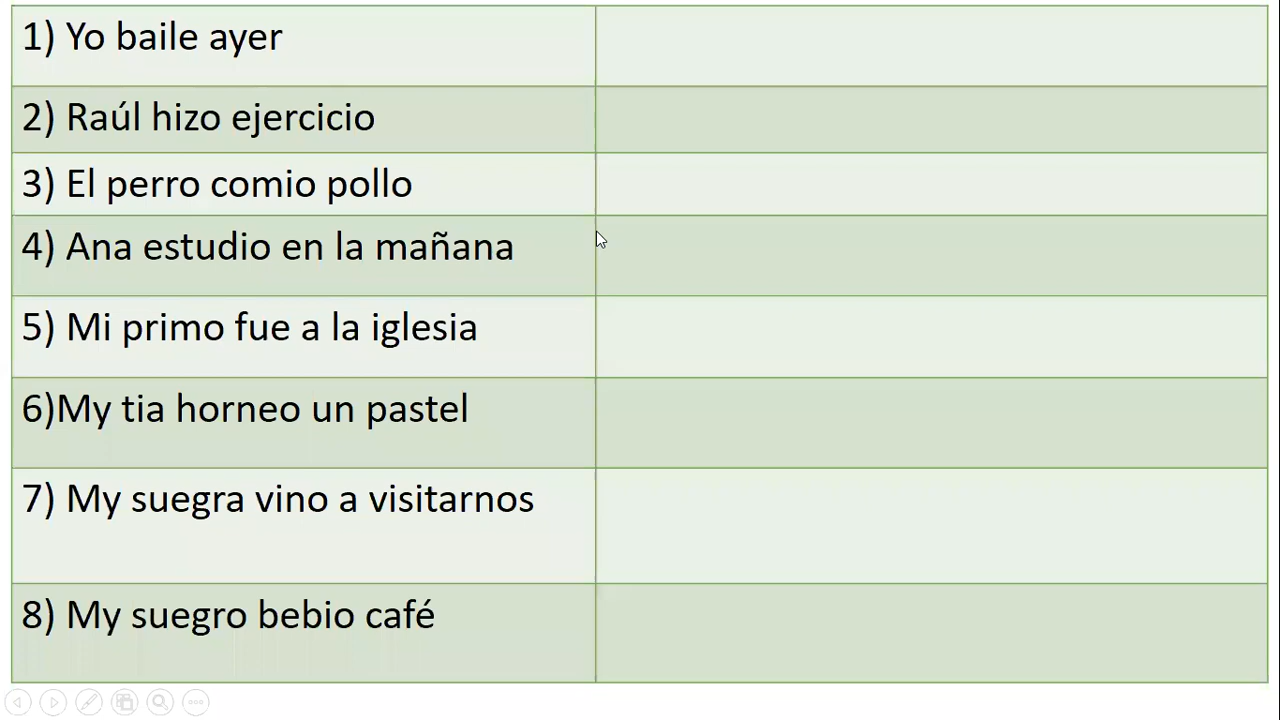 1) Yo baile ayer
2) Raúl hizo ejercicio
3) El perro comio pollo
4) Ana estudio en la mañana
5) Mi primo fue a la iglesia
6)My tia horneo un pastel
7) My suegra vino a visitarnos
8) My suegro bebio café